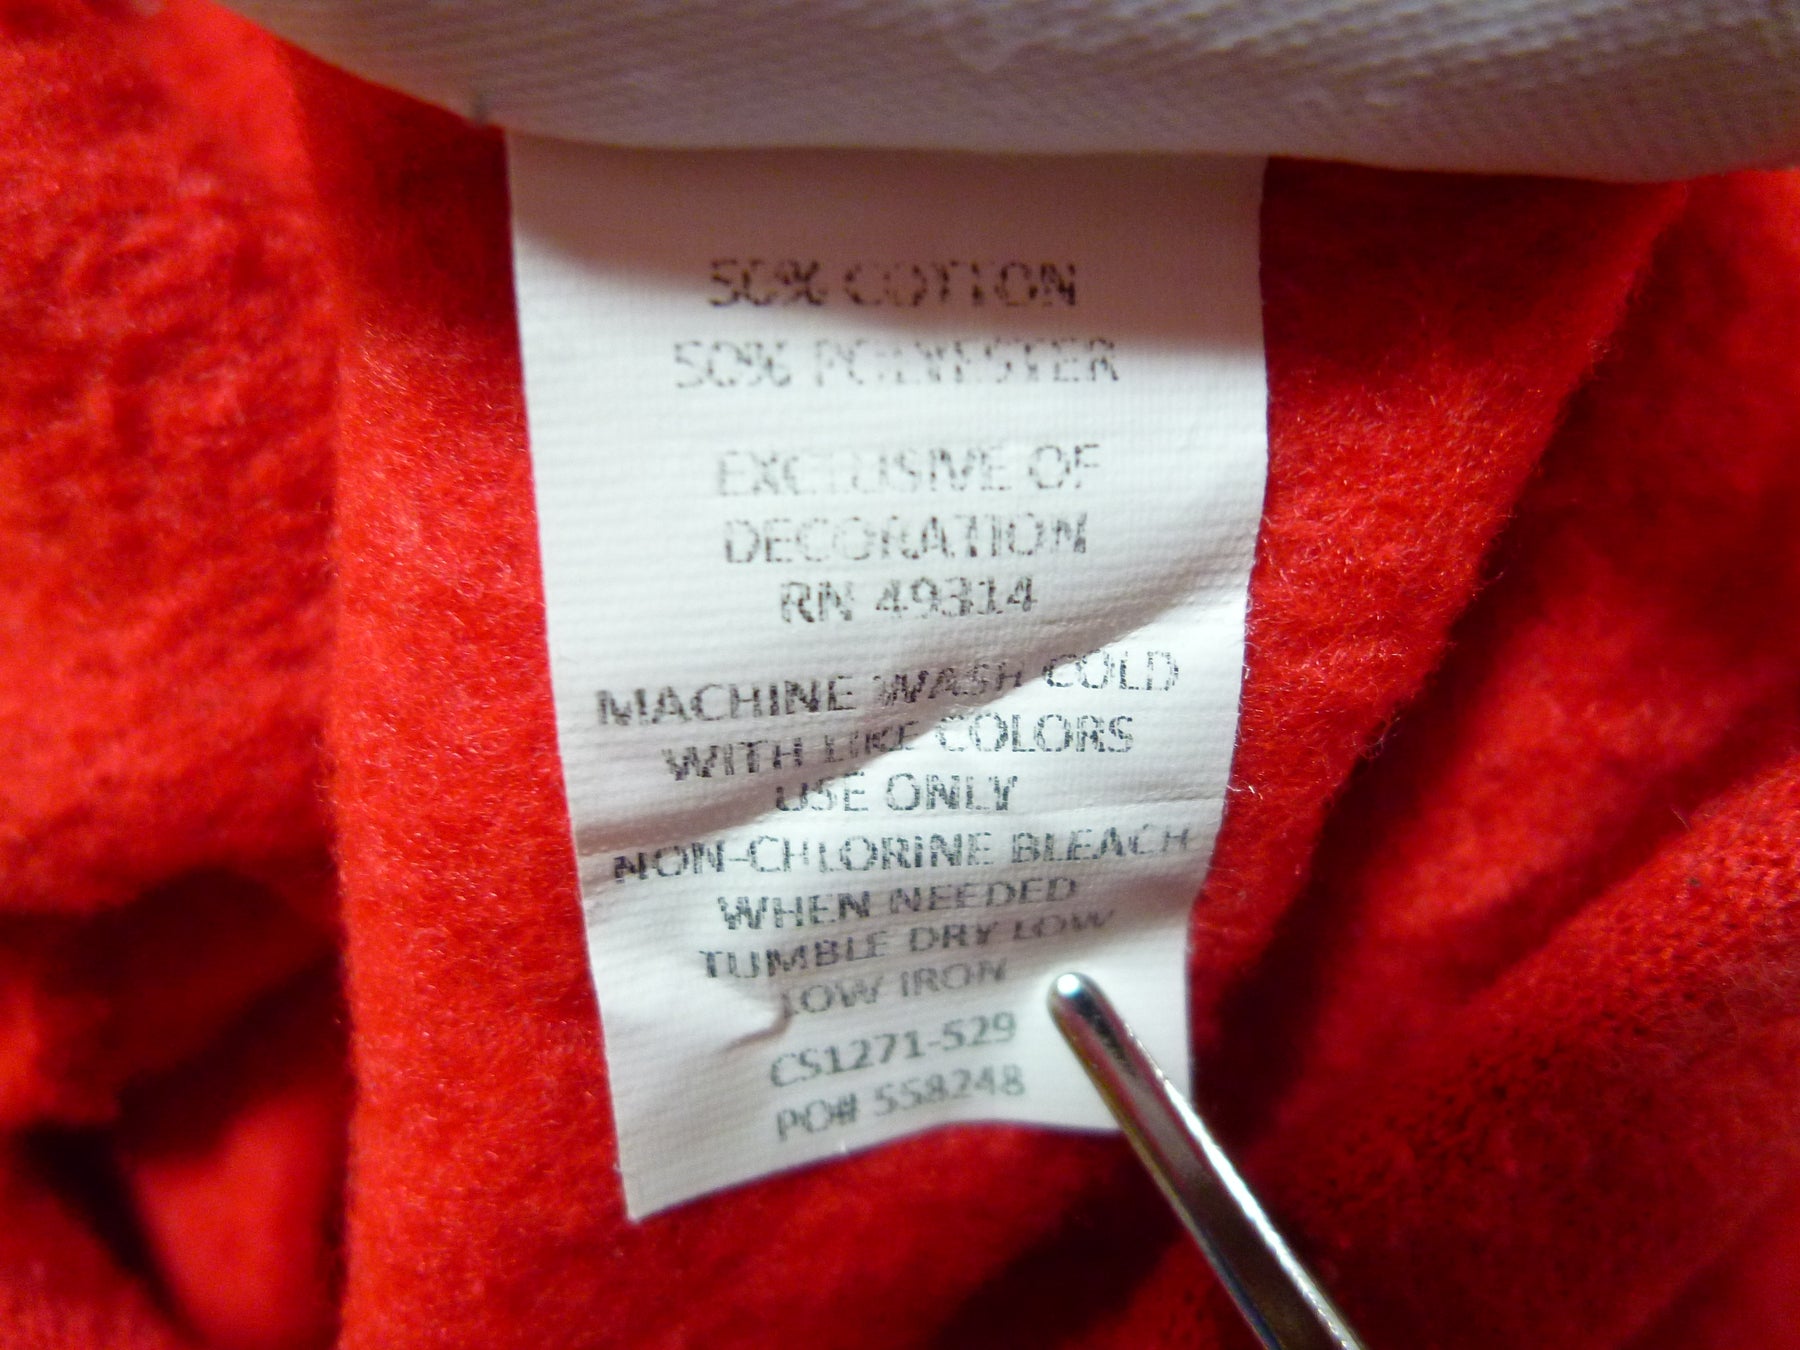 50% COTTON
50% POLYESTER
EXCLUSIVE OF
DECORATION
RN 49314
MACHINE WASH COLD
WITH LIKE COLORS
USE ONLY
NON-CHLORINE BLEACH
WHEN NEEDED
TUMBLE DRY LOW
LOW IRON
CS1271-529
PO# 558248